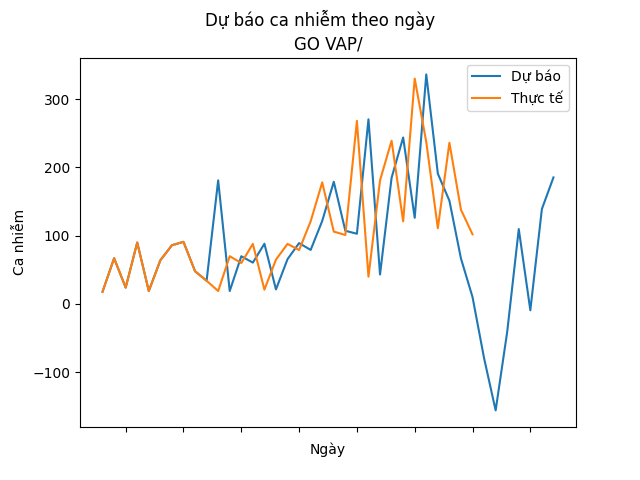 Dự báo ca nhiễm theo ngày
GO VAP/
Dự báo
Thực tế
300
200
100
0
−100
Ca nhiễm
Ngày